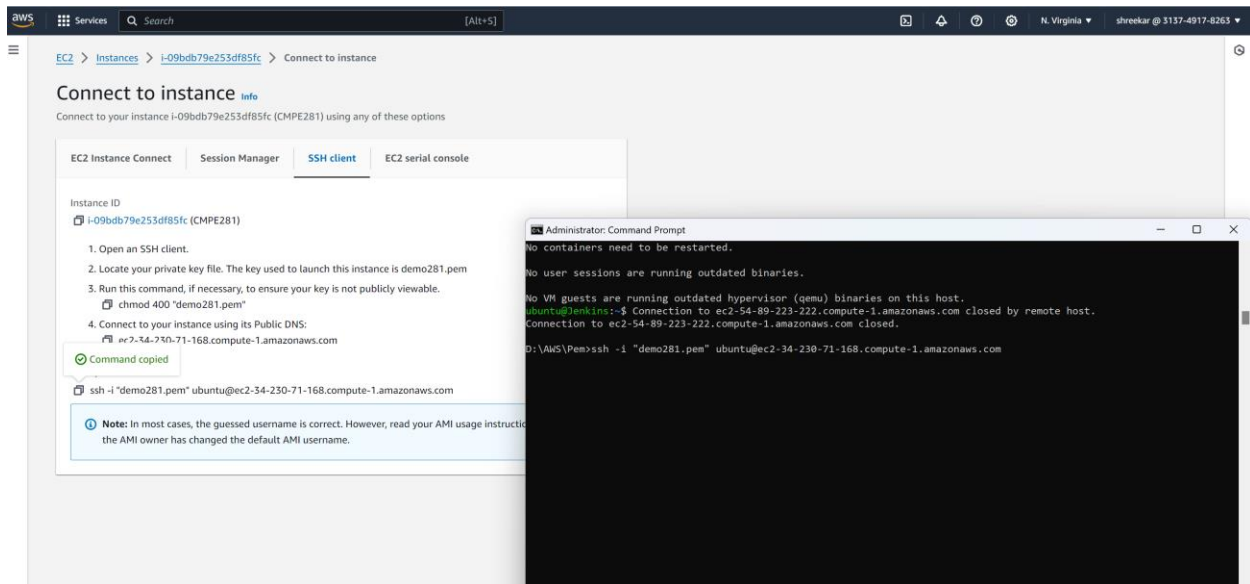 aws Services Search [Alt+S] N. Virginia shreekar @ 3137-4917-8263
EC2 > Instances > i-09bdb79e253df85fc > Connect to instance
Connect to instance Info
Connect to your instance i-09bdb79e253df85fc (CMPE281) using any of these options
EC2 Instance Connect Session Manager SSH client EC2 serial console
Instance ID
i-09bdb79e253df85fc (CMPE281)
1. Open an SSH client.
2. Locate your private key file. The key used to launch this instance is demo281.pem
3. Run this command, if necessary, to ensure your key is not publicly viewable.
chmod 400 "demo281.pem"
4. Connect to your instance using its Public DNS:
ec2-34-230-71-168.compute-1.amazonaws.com
Command copied
ssh -i "demo281.pem" ubuntu@ec2-34-230-71-168.compute-1.amazonaws.com
Note: In most cases, the guessed username is correct. However, read your AMI usage
the AMI owner has changed the default AMI username.
Administrator: Command Prompt
No containers need to be restarted.
No user sessions are running outdated binaries.
No VM guests are running outdated hypervisor (qemu) binaries on this host.
ubuntu@Jenkins:~$ Connection to ec2-54-89-223-222.compute-1.amazonaws.com closed by remote host.
Connection to ec2-54-89-223-222.compute-1.amazonaws.com closed.
D:\AWS\Pem>ssh -i "demo281.pem" ubuntu@ec2-34-230-71-168.compute-1.amazonaws.com